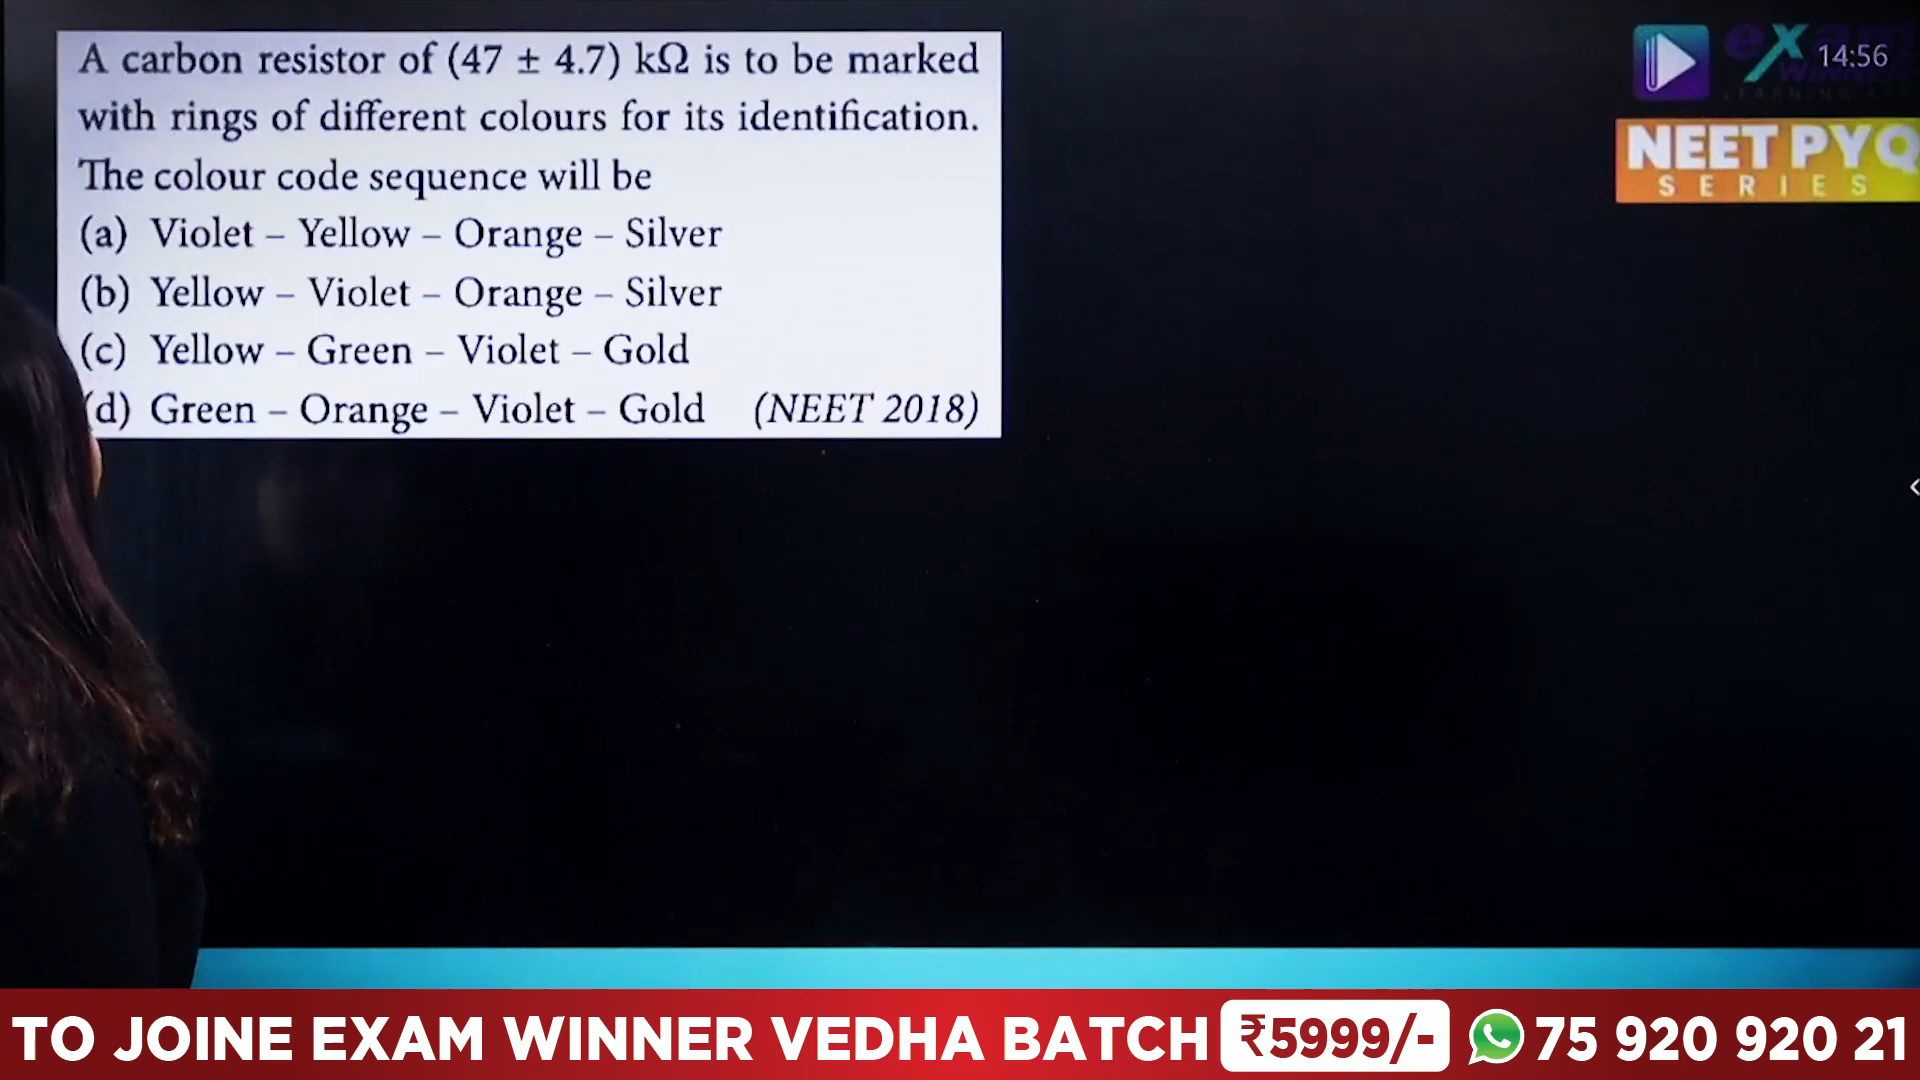 A carbon resistor of (47 ± 4.7) kΩ is to be marked
with rings of different colours for its identification.
The colour code sequence will be
(a) Violet – Yellow – Orange – Silver
(b) Yellow – Violet – Orange – Silver
(c) Yellow – Green – Violet – Gold
(d) Green – Orange – Violet – Gold (NEET 2018)
14:56
NEET PYQ
SERIES
TO JOINE EXAM WINNER VEDHA BATCH ₹5999/- 75 920 920 21